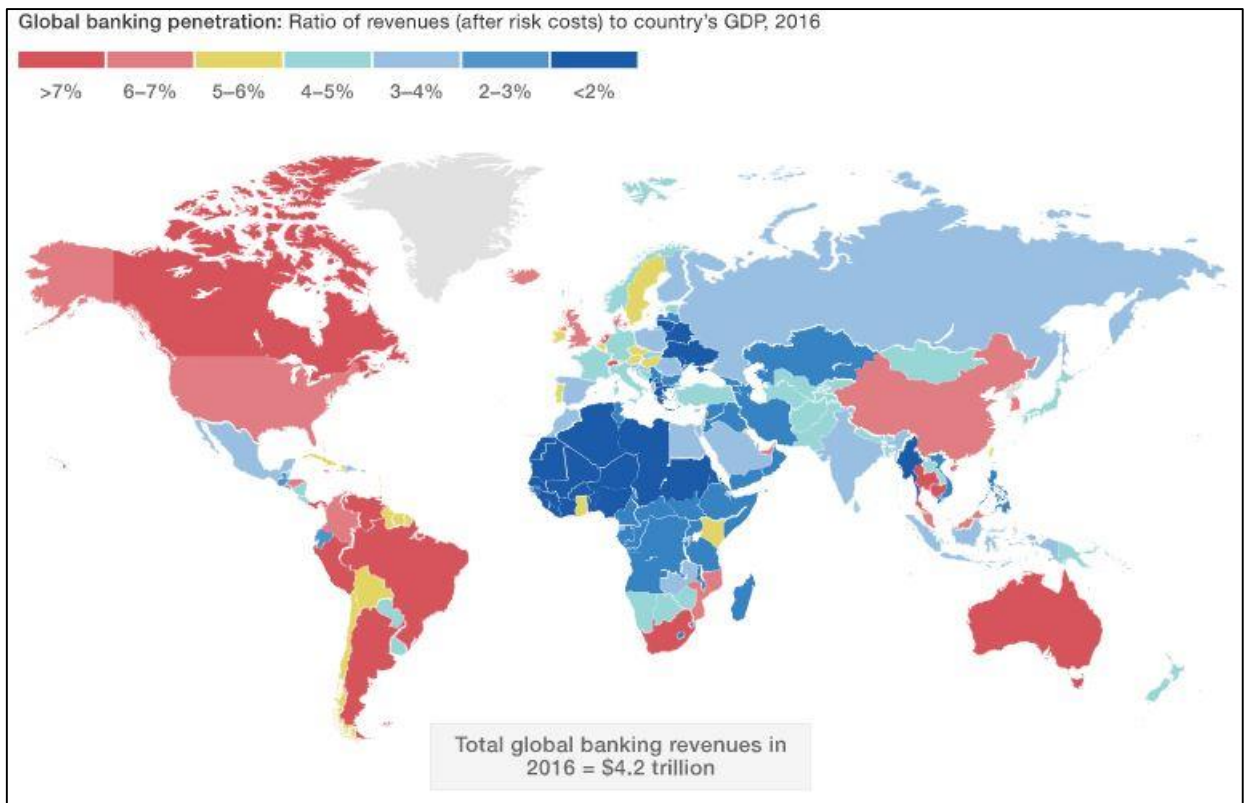 Global banking penetration: Ratio of revenues (after risk costs) to country's GDP, 2016
>7% 6–7% 5–6% 4–5% 3–4% 2–3% <2%
Total global banking revenues in
2016 = $4.2 trillion